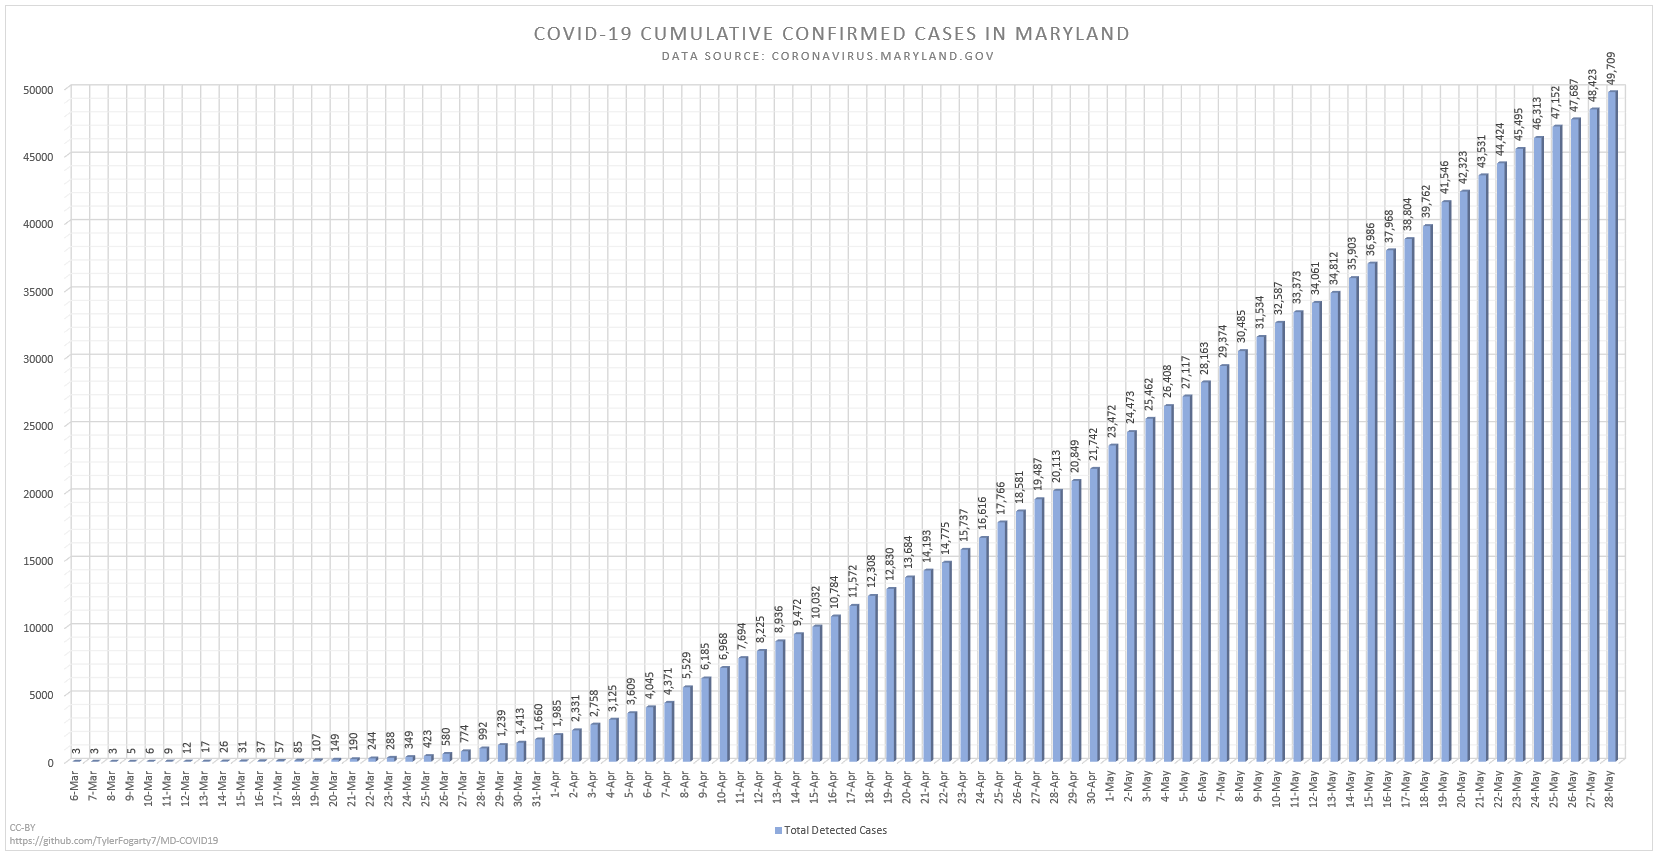 COVID-19 CUMULATIVE CONFIRMED CASES IN MARYLAND
DATA SOURCE: CORONAVIRUS.MARYLAND.GOV
50000
45000
40000
35000
30000
25000
20000
15000
10000
5000
0
3
3
3
5
6
9
12
17
26
31
37
57
85
107
149
190
244
288
349
423
580
774
992
1,239
1,413
1,660
1,985
2,331
2,758
3,125
3,609
4,045
4,371
5,529
6,185
6,968
7,694
8,225
8,936
9,472
10,032
10,784
11,572
12,308
12,830
13,684
14,193
14,775
15,737
16,616
17,766
18,581
19,487
20,113
20,849
21,742
23,472
24,473
25,462
26,408
27,117
28,163
29,374
30,485
31,534
32,587
33,373
34,061
34,812
35,903
36,986
37,968
38,804
39,762
41,546
42,323
43,531
44,424
45,495
46,313
47,152
47,687
48,423
49,709
6-Mar
7-Mar
8-Mar
9-Mar
10-Mar
11-Mar
12-Mar
13-Mar
14-Mar
15-Mar
16-Mar
17-Mar
18-Mar
19-Mar
20-Mar
21-Mar
22-Mar
23-Mar
24-Mar
25-Mar
26-Mar
27-Mar
28-Mar
29-Mar
30-Mar
31-Mar
1-Apr
2-Apr
3-Apr
4-Apr
5-Apr
6-Apr
7-Apr
8-Apr
9-Apr
10-Apr
11-Apr
12-Apr
13-Apr
14-Apr
15-Apr
16-Apr
17-Apr
18-Apr
19-Apr
20-Apr
21-Apr
22-Apr
23-Apr
24-Apr
25-Apr
26-Apr
27-Apr
28-Apr
29-Apr
30-Apr
1-May
2-May
3-May
4-May
5-May
6-May
7-May
8-May
9-May
10-May
11-May
12-May
13-May
14-May
15-May
16-May
17-May
18-May
19-May
20-May
21-May
22-May
23-May
24-May
25-May
26-May
27-May
28-May
Total Detected Cases
CC-BY
https://github.com/TylerFogarty7/MD-COVID19